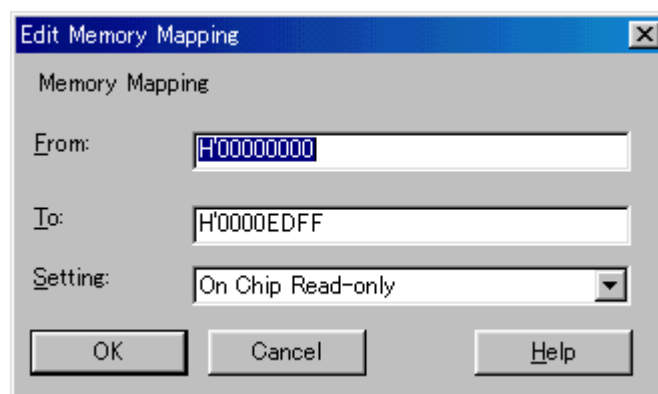 Edit Memory Mapping
Memory Mapping
From: H'00000000
To: H'0000EDFF
Setting: On Chip Read-only
OK Cancel Help